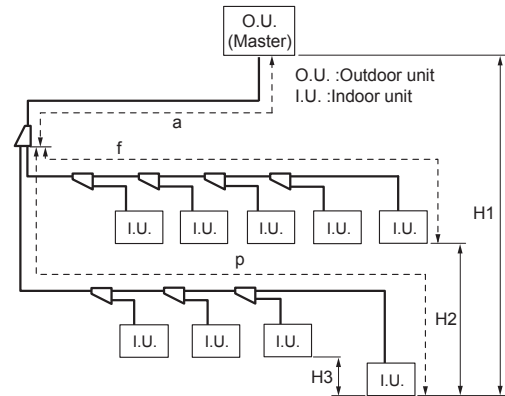 O.U.
(Master)
O.U. :Outdoor unit
I.U. :Indoor unit
a
f
H1
I.U.
I.U.
I.U.
I.U.
I.U.
p
H2
I.U.
I.U.
I.U.
H3
I.U.